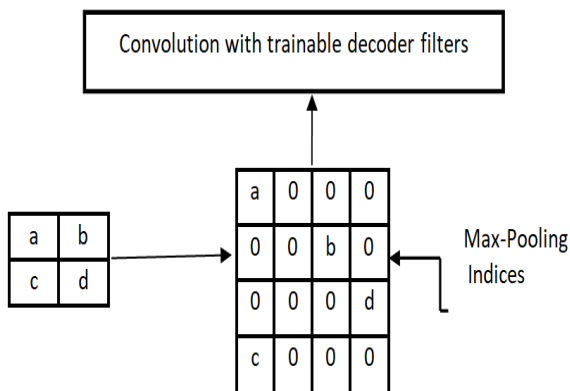 Convolution with trainable decoder filters
a b
c d
a 0 0 0
0 0 b 0
0 0 0 d
c 0 0 0
Max-Pooling
Indices